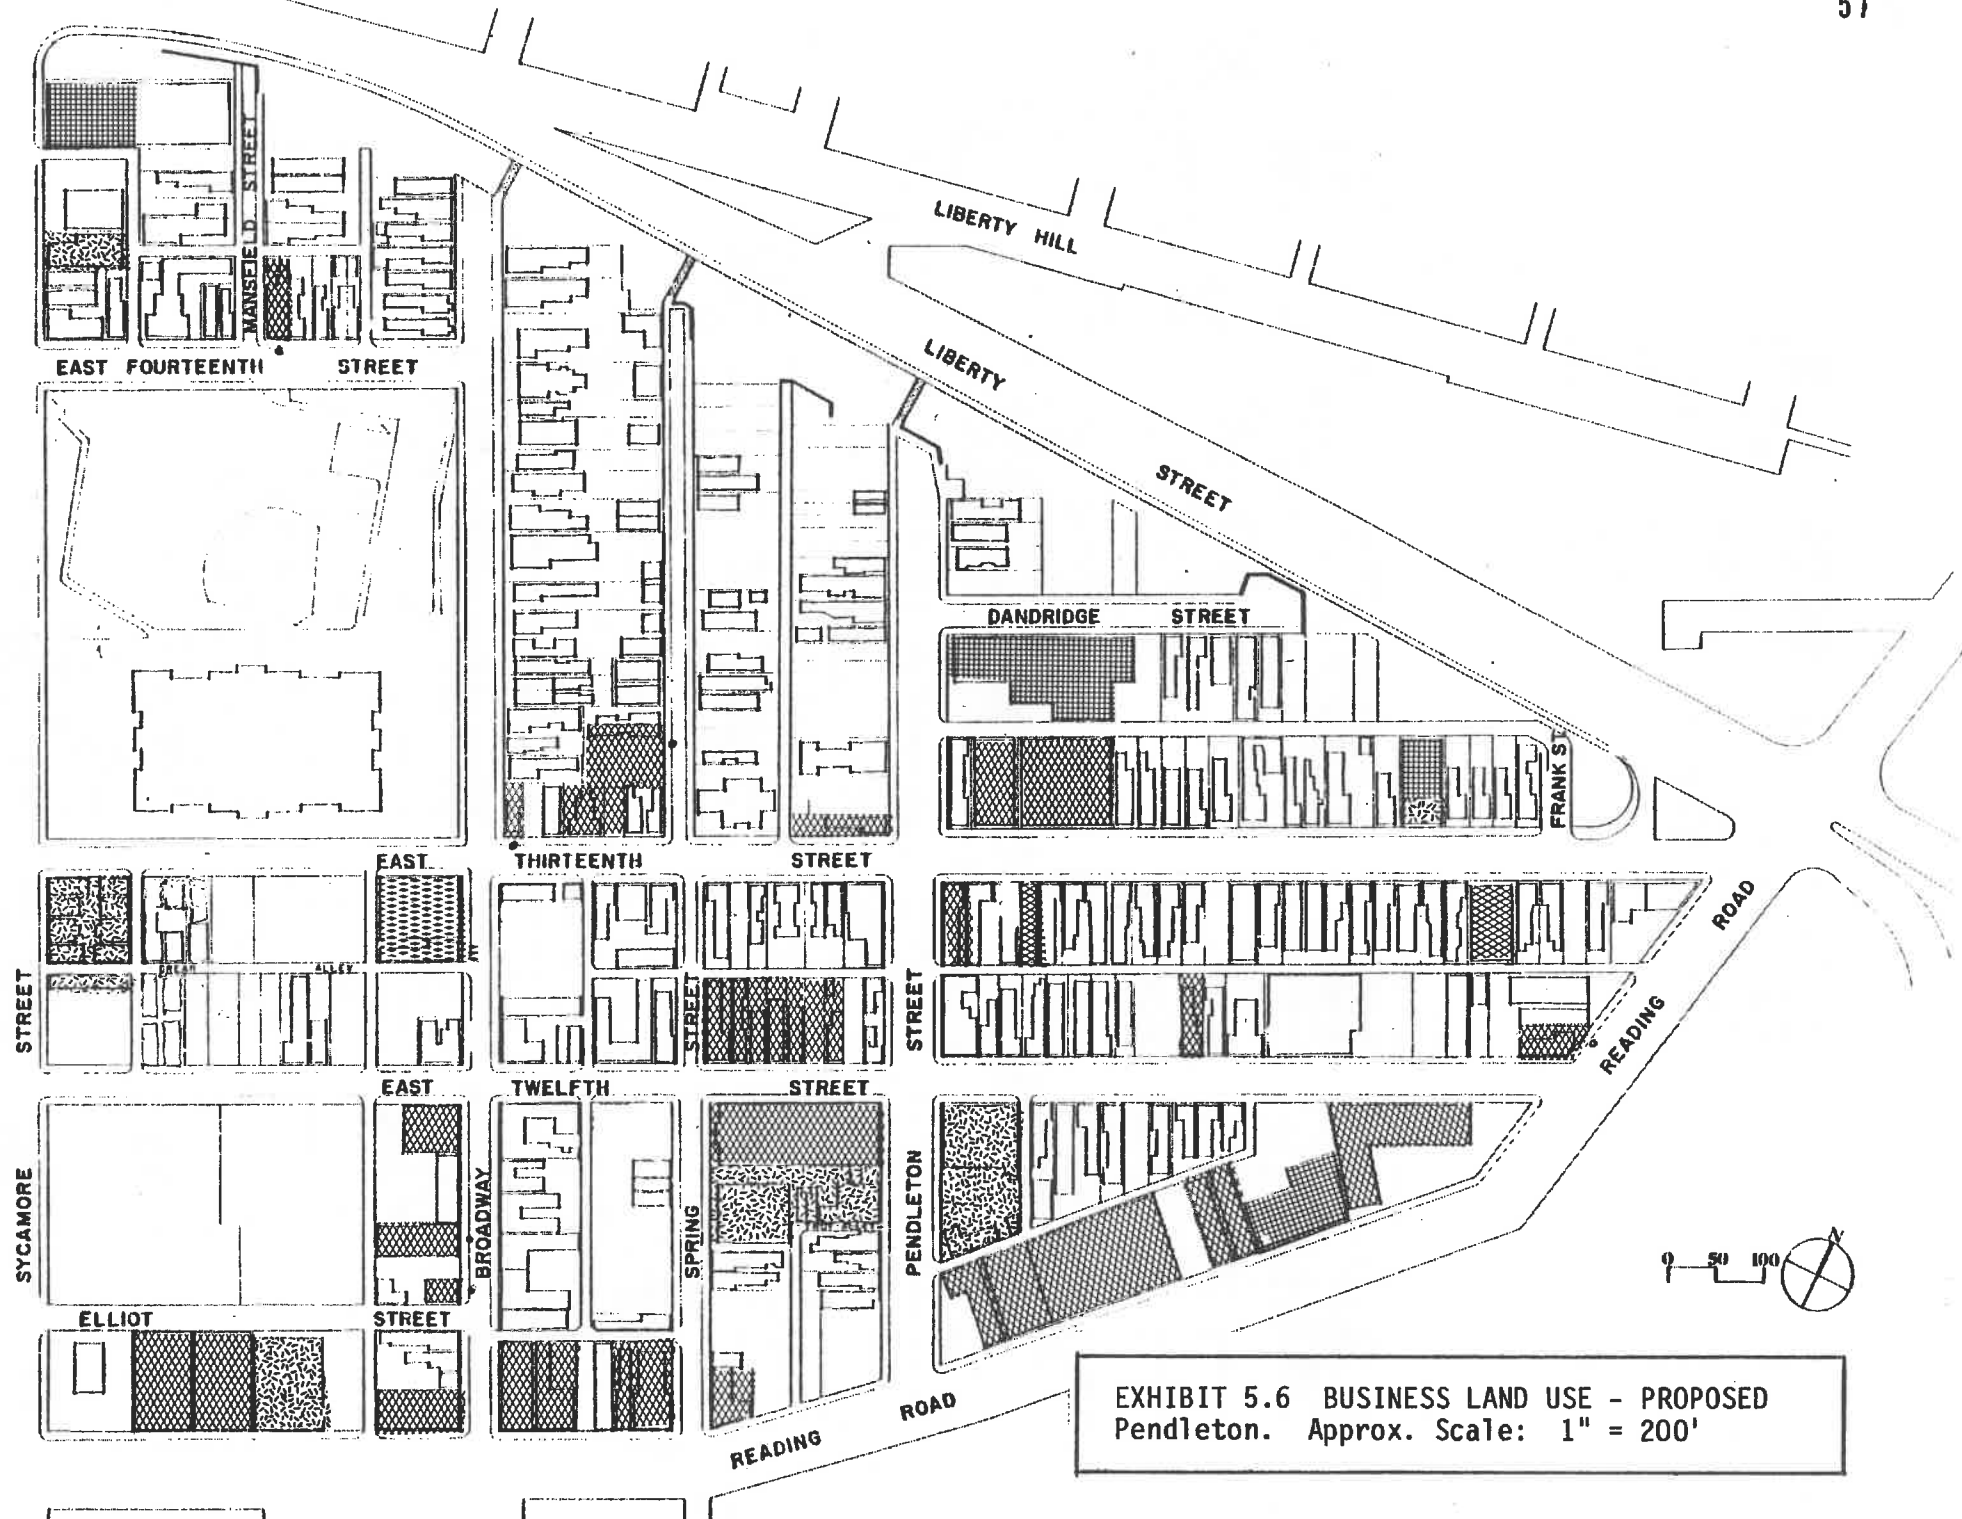 57
LIBERTY HILL
MANSFIELD STREET
LIBERTY
STREET
EAST FOURTEENTH STREET
DANDRIDGE STREET
FRANK ST.
EAST THIRTEENTH STREET
ROAD
ALLEY
STREET
STREET
STREET
READING
EAST TWELFTH STREET
SYCAMORE
BROADWAY
SPRING
PENDLETON
N
0 50 100
ELLIOT STREET
ROAD
READING
EXHIBIT 5.6 BUSINESS LAND USE - PROPOSED
Pendleton. Approx. Scale: 1" = 200'